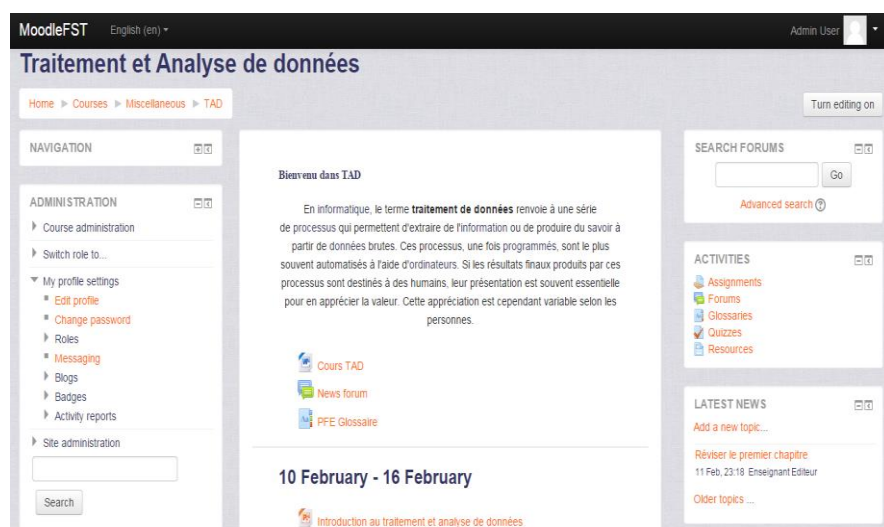 MoodleFST English (en) Admin User
Traitement et Analyse de données
Home Courses Miscellaneous TAD
Turn editing on
NAVIGATION
ADMINISTRATION
Course administration
Switch role to...
My profile settings
Edit profile
Change password
Roles
Messaging
Blogs
Badges
Activity reports
Site administration
Search
Bienvenu dans TAD
En informatique, le terme traitement de données renvoie à une série
de processus qui permettent d'extraire de l'information ou de produire du savoir à
partir de données brutes. Ces processus, une fois programmés, sont le plus
souvent automatisés à l'aide d'ordinateurs. Si les résultats finaux produits par ces
processus sont destinés à des humains, leur présentation est souvent essentielle
pour en apprécier la valeur. Cette appréciation est cependant variable selon les
personnes.
Cours TAD
News forum
PFE Glossaire
10 February - 16 February
Introduction au traitement et analyse de données
SEARCH FORUMS
Go
Advanced search
ACTIVITIES
Assignments
Forums
Glossaries
Quizzes
Resources
LATEST NEWS
Add a new topic...
Réviser le premier chapitre
11 Feb, 23:18 Enseignant Editeur
Older topics ...